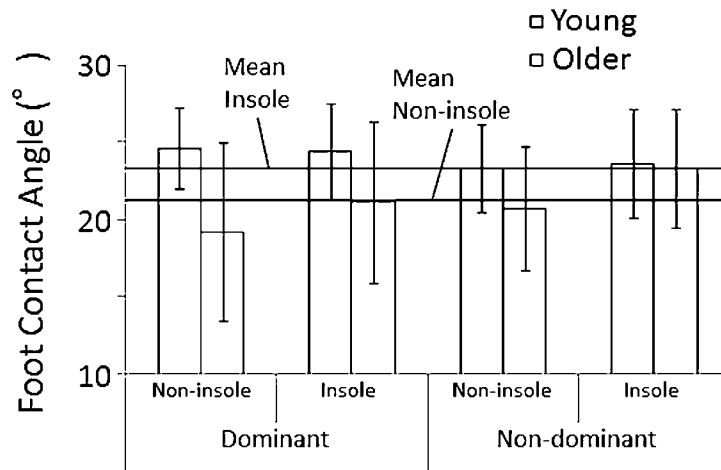 Young
Older
Foot Contact Angle (°)
30
20
10
Mean
Insole
Mean
Non-insole
Non-insole
Insole
Non-insole
Insole
Dominant
Non-dominant